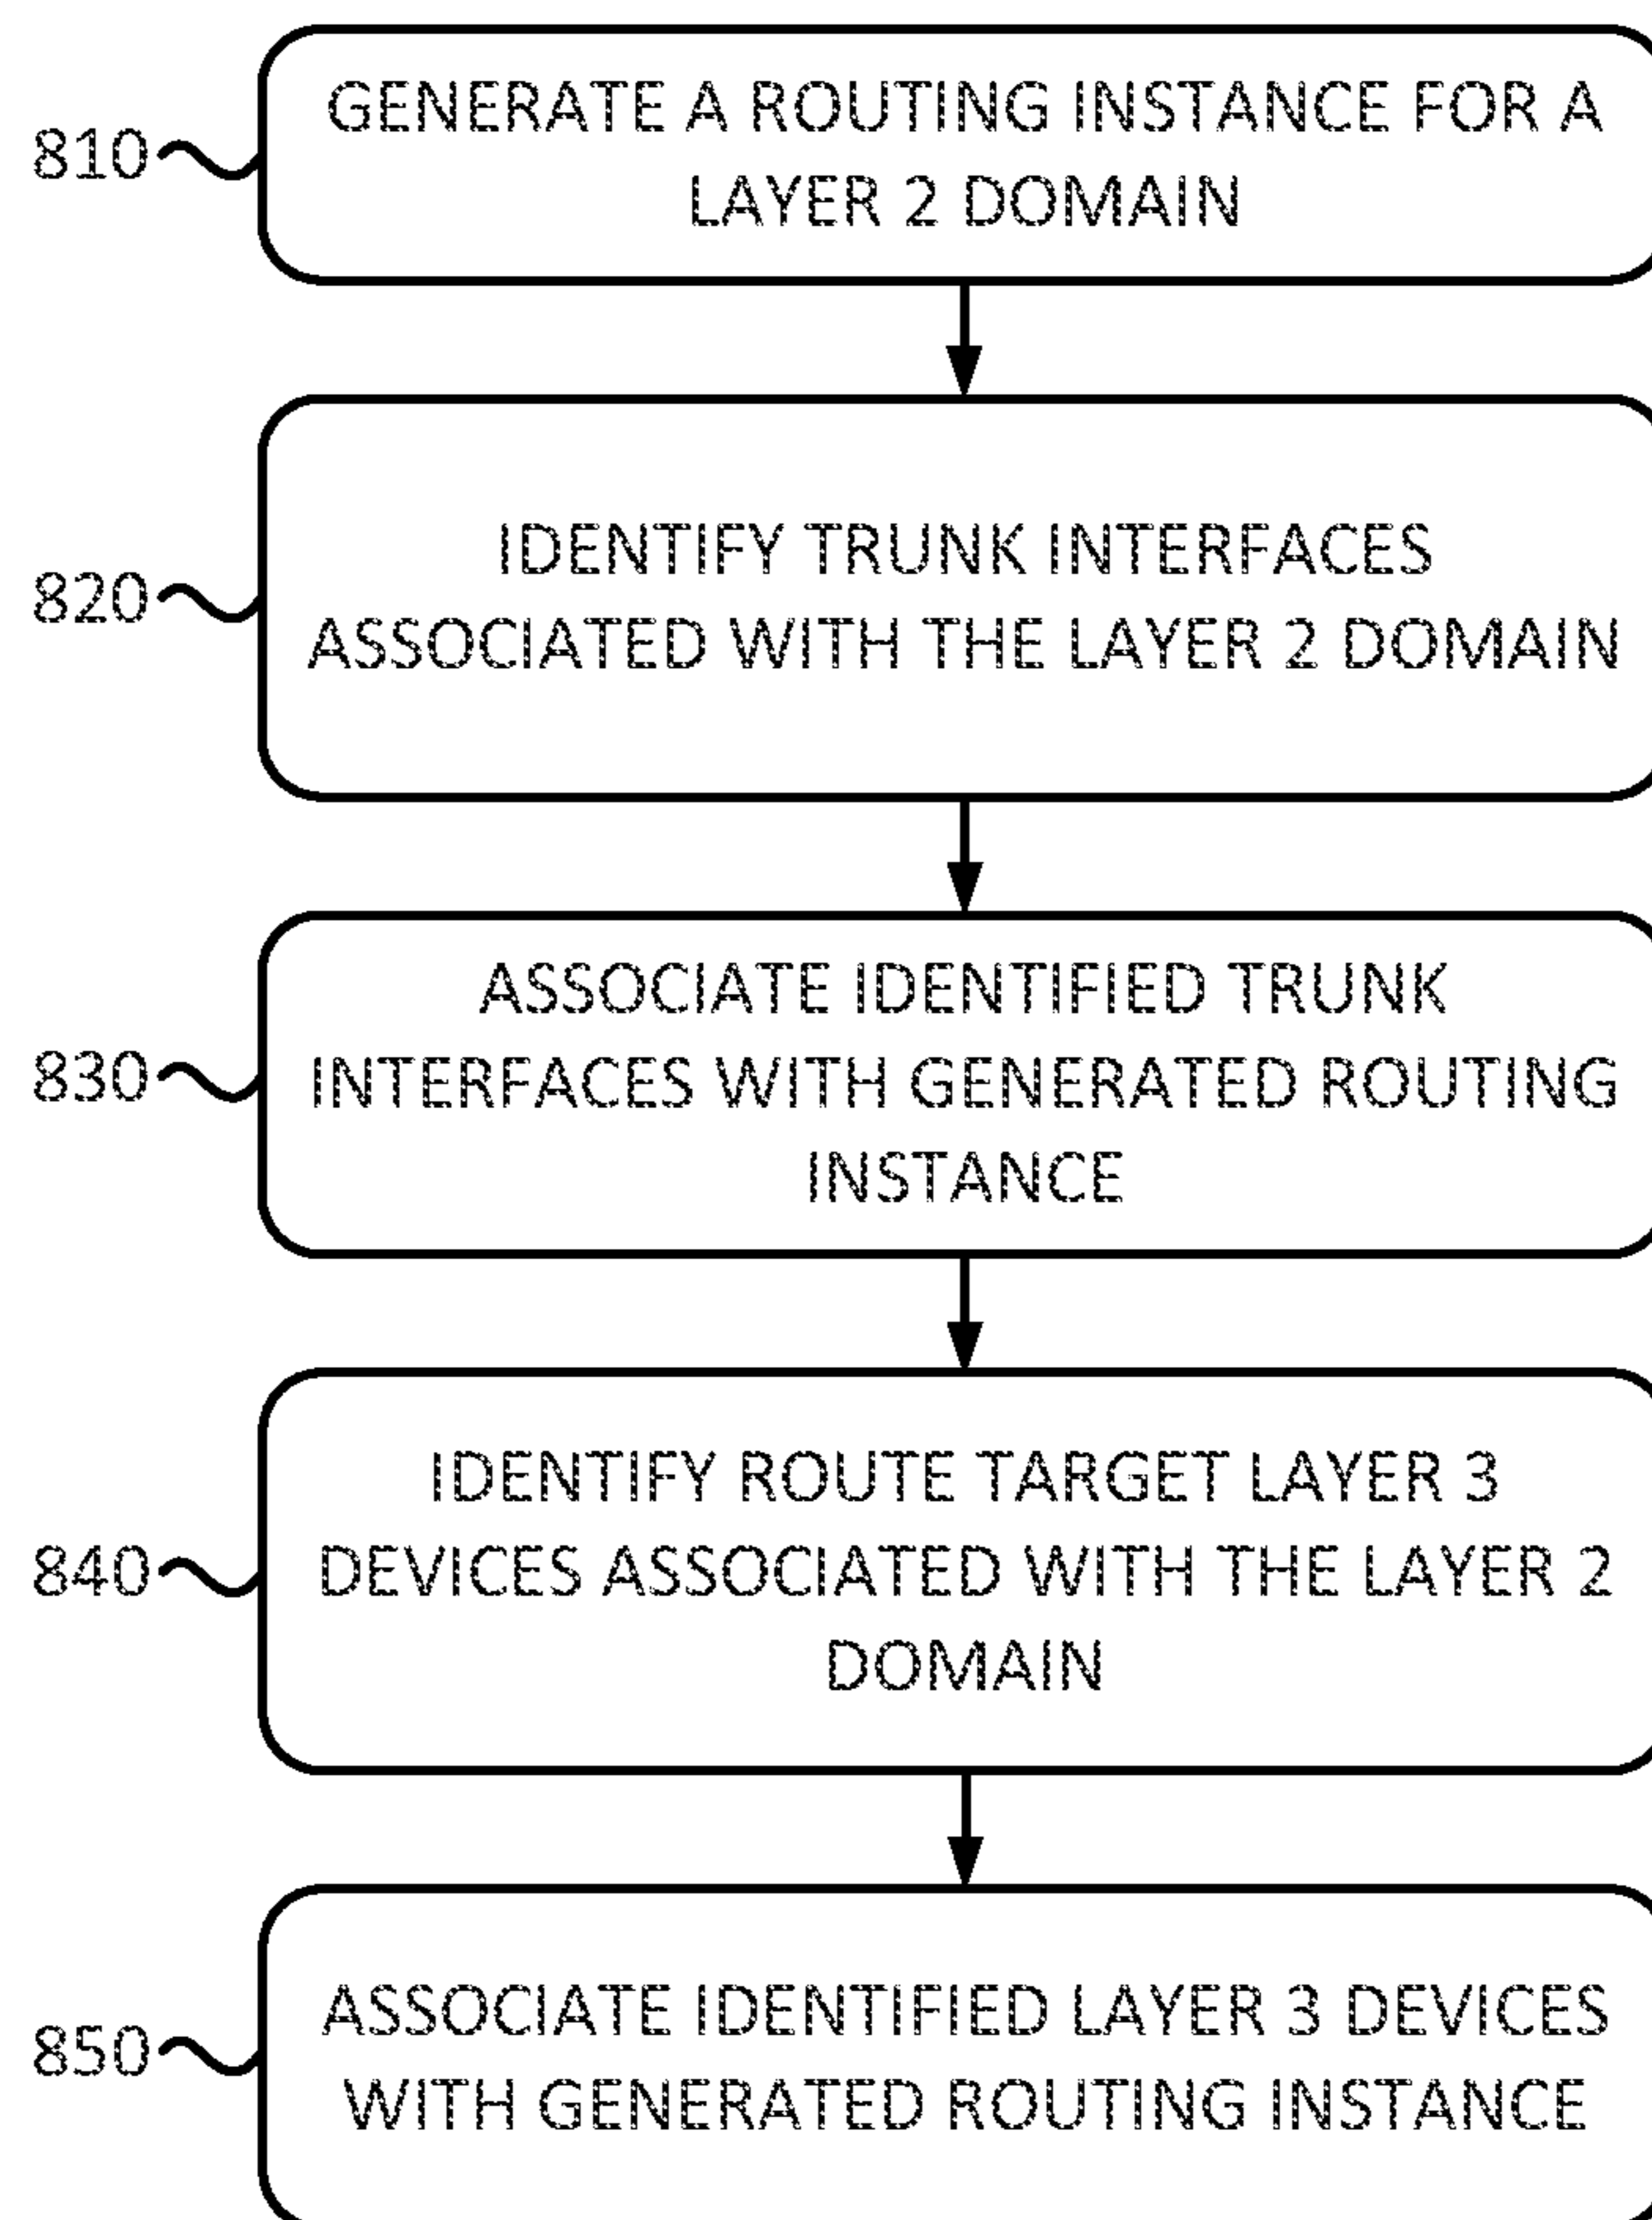 810
GENERATE A ROUTING INSTANCE FOR A
LAYER 2 DOMAIN
820
IDENTIFY TRUNK INTERFACES
ASSOCIATED WITH THE LAYER 2 DOMAIN
830
ASSOCIATE IDENTIFIED TRUNK
INTERFACES WITH GENERATED ROUTING
INSTANCE
840
IDENTIFY ROUTE TARGET LAYER 3
DEVICES ASSOCIATED WITH THE LAYER 2
DOMAIN
850
ASSOCIATE IDENTIFIED LAYER 3 DEVICES
WITH GENERATED ROUTING INSTANCE